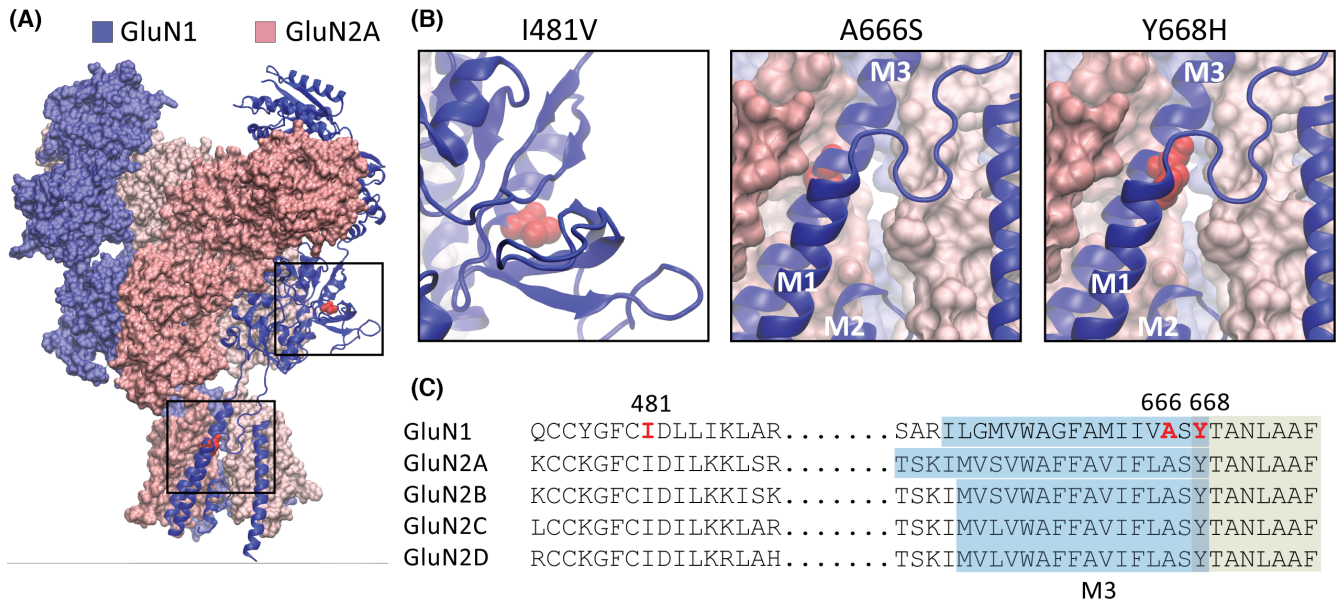 (A)
GluN1 GluN2A
(B)
I481V A666S Y668H
M3 M3
M1 M1
M2 M2
(C)
481 666 668
GluN1 QCCYGFCIDLLIKLAR.......SARILGMVWAGFAMIIVASYTANLAAF
GluN2A KCCKGFCIDILKKLSR.......TSKIMVSVWAFFAVIFLASYTANLAAF
GluN2B KCCKGFCIDILKKISK.......TSKIMVSVWAFFAVIFLASYTANLAAF
GluN2C LCCKGFCIDILKKLAR.......TSKIMVLVWAFFAVIFLASYTANLAAF
GluN2D RCCKGFCIDILKRLAH.......TSKIMVLVWAFFAVIFLASYTANLAAF
M3